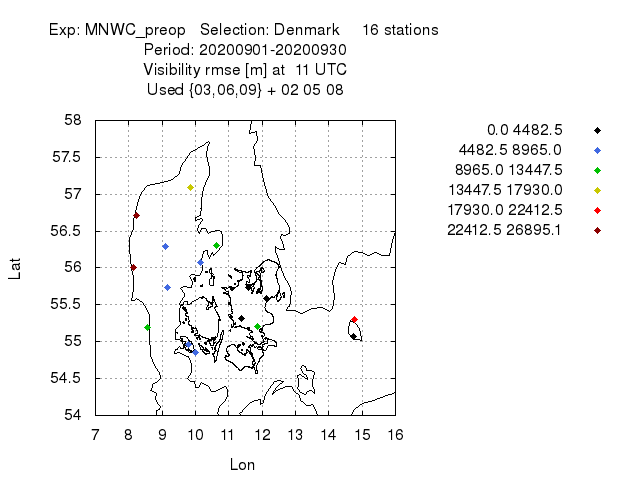 Exp: MNWC_preop   Selection: Denmark     16 stations
Period: 20200901-20200930
Visibility rmse [m] at  11 UTC
Used {03,06,09} + 02 05 08
0.0 4482.5
4482.5 8965.0
8965.0 13447.5
13447.5 17930.0
17930.0 22412.5
22412.5 26895.1
58
57.5
57
56.5
56
55.5
55
54.5
54
Lat
7 8 9 10 11 12 13 14 15 16
Lon